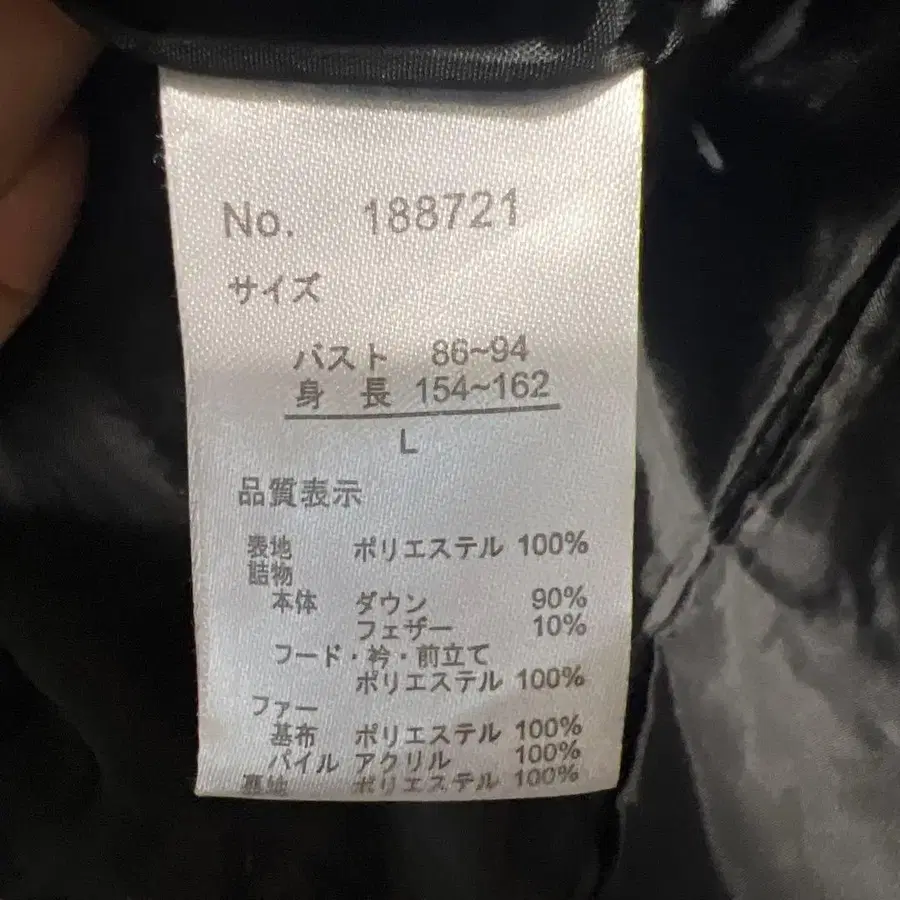 No. 188721
サイズ
バスト 86~94
身 長 154~162
L
品質表示
表地 ポリエステル 100%
詰物
本体 ダウン 90%
フェザー 10%
フード・衿・前立て
ポリエステル 100%
ファー
基布 ポリエステル 100%
パイル アクリル 100%
裏地 ポリエステル 100%